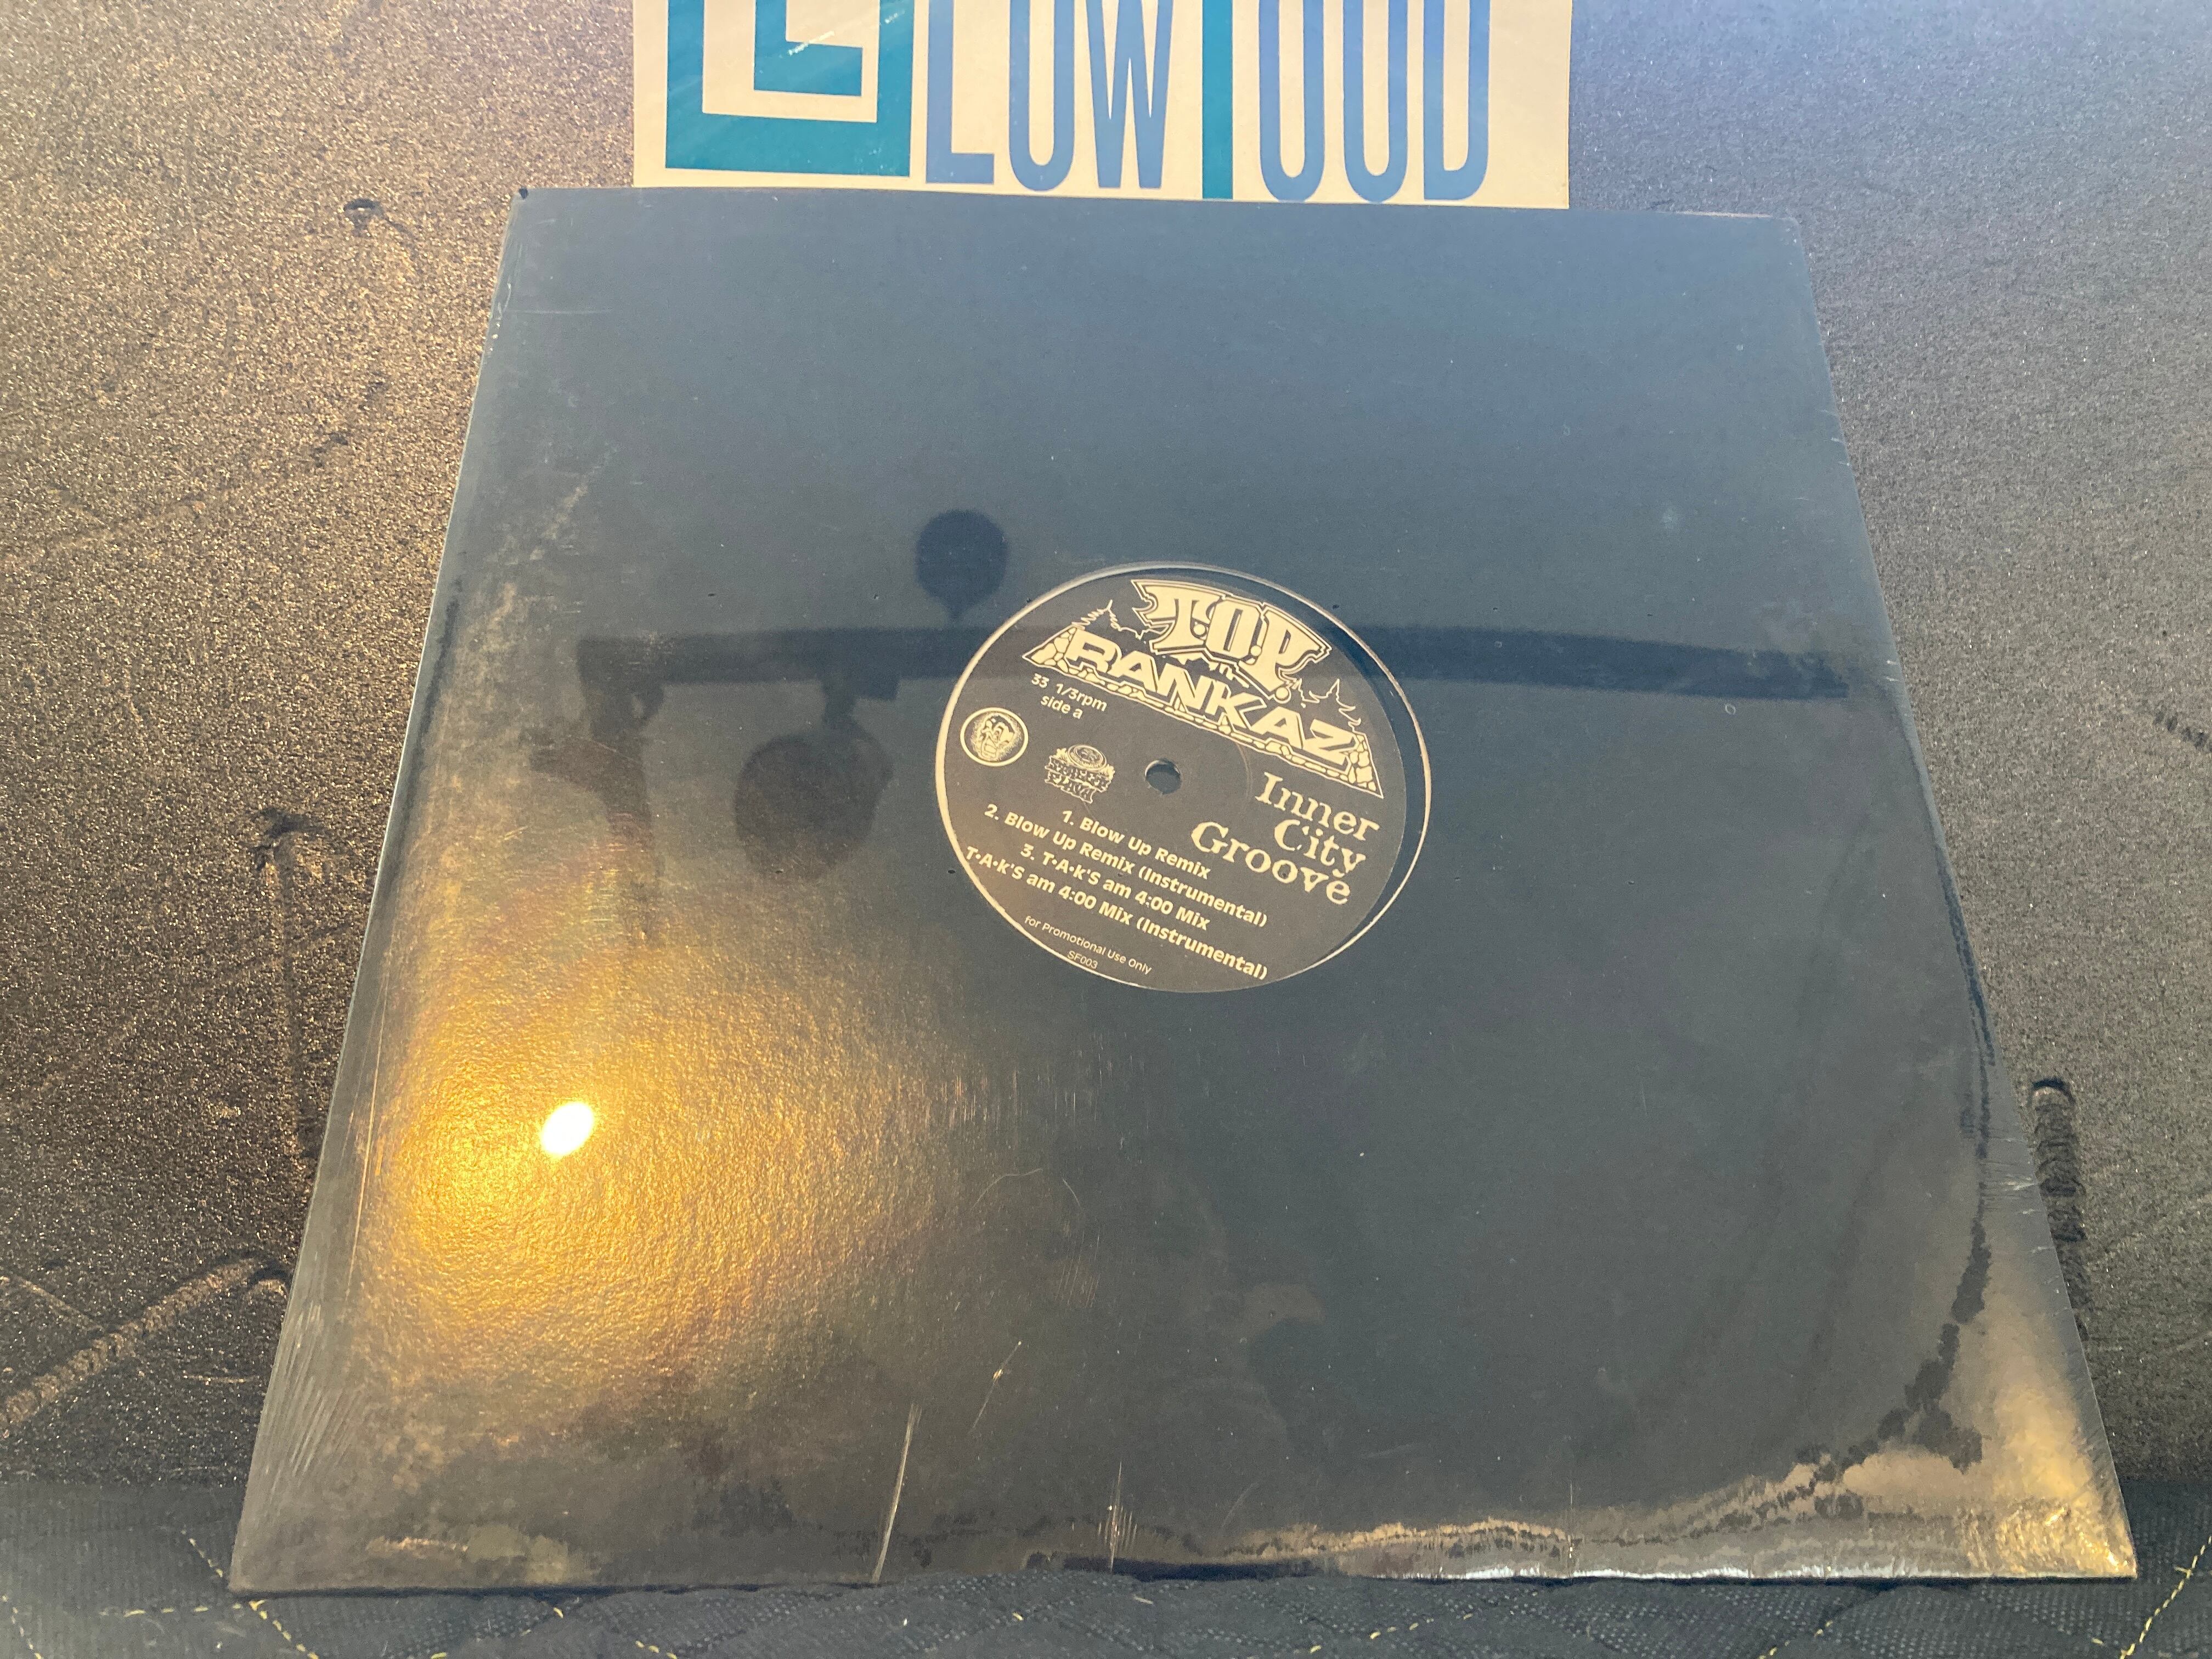 LOWTOOD
T.O.P.
RANKAZ
33 1/3rpm
side a
Inner
City
Groove
1. Blow Up Remix
2. Blow Up Remix (Instrumental)
3. T•A•k'S am 4:00 Mix
T•A•k'S am 4:00 Mix (Instrumental)
for Promotional Use Only
SF003